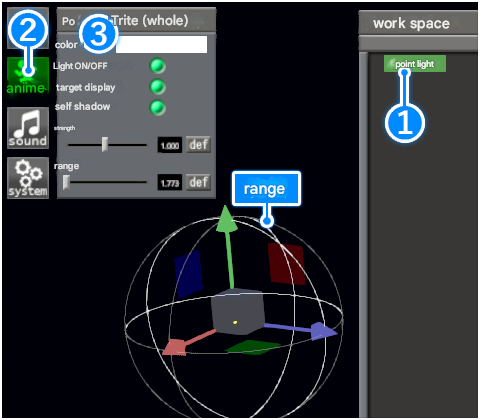 2
anime
sound
system
Po
3
Trite (whole)
color
Light ON/OFF
target display
self shadow
strength
1.000
def
range
1.773
def
range
work space
point light
1